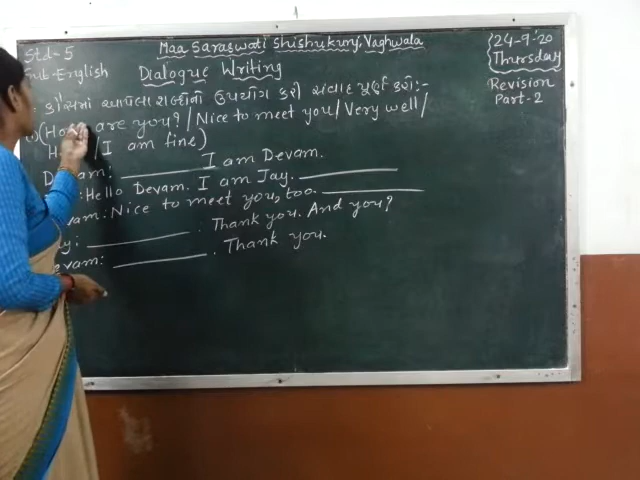 Std-5
Maa Saraswati Shishukunj, Vaghwala
24-9-'20
Sub-English
Dialogue Writing
Thursday
Revision
Part-2
કૌંસમાં આપેલા શબ્દોનો ઉપયોગ કરી સંવાદ પૂર્ણ કરો:-
are you? / Nice to meet you / Very well /
/ I am fine)
I am Devam.
Hello Devam. I am Jay.
: Nice to meet you, too.
: Thank you. And you?
: Thank you.